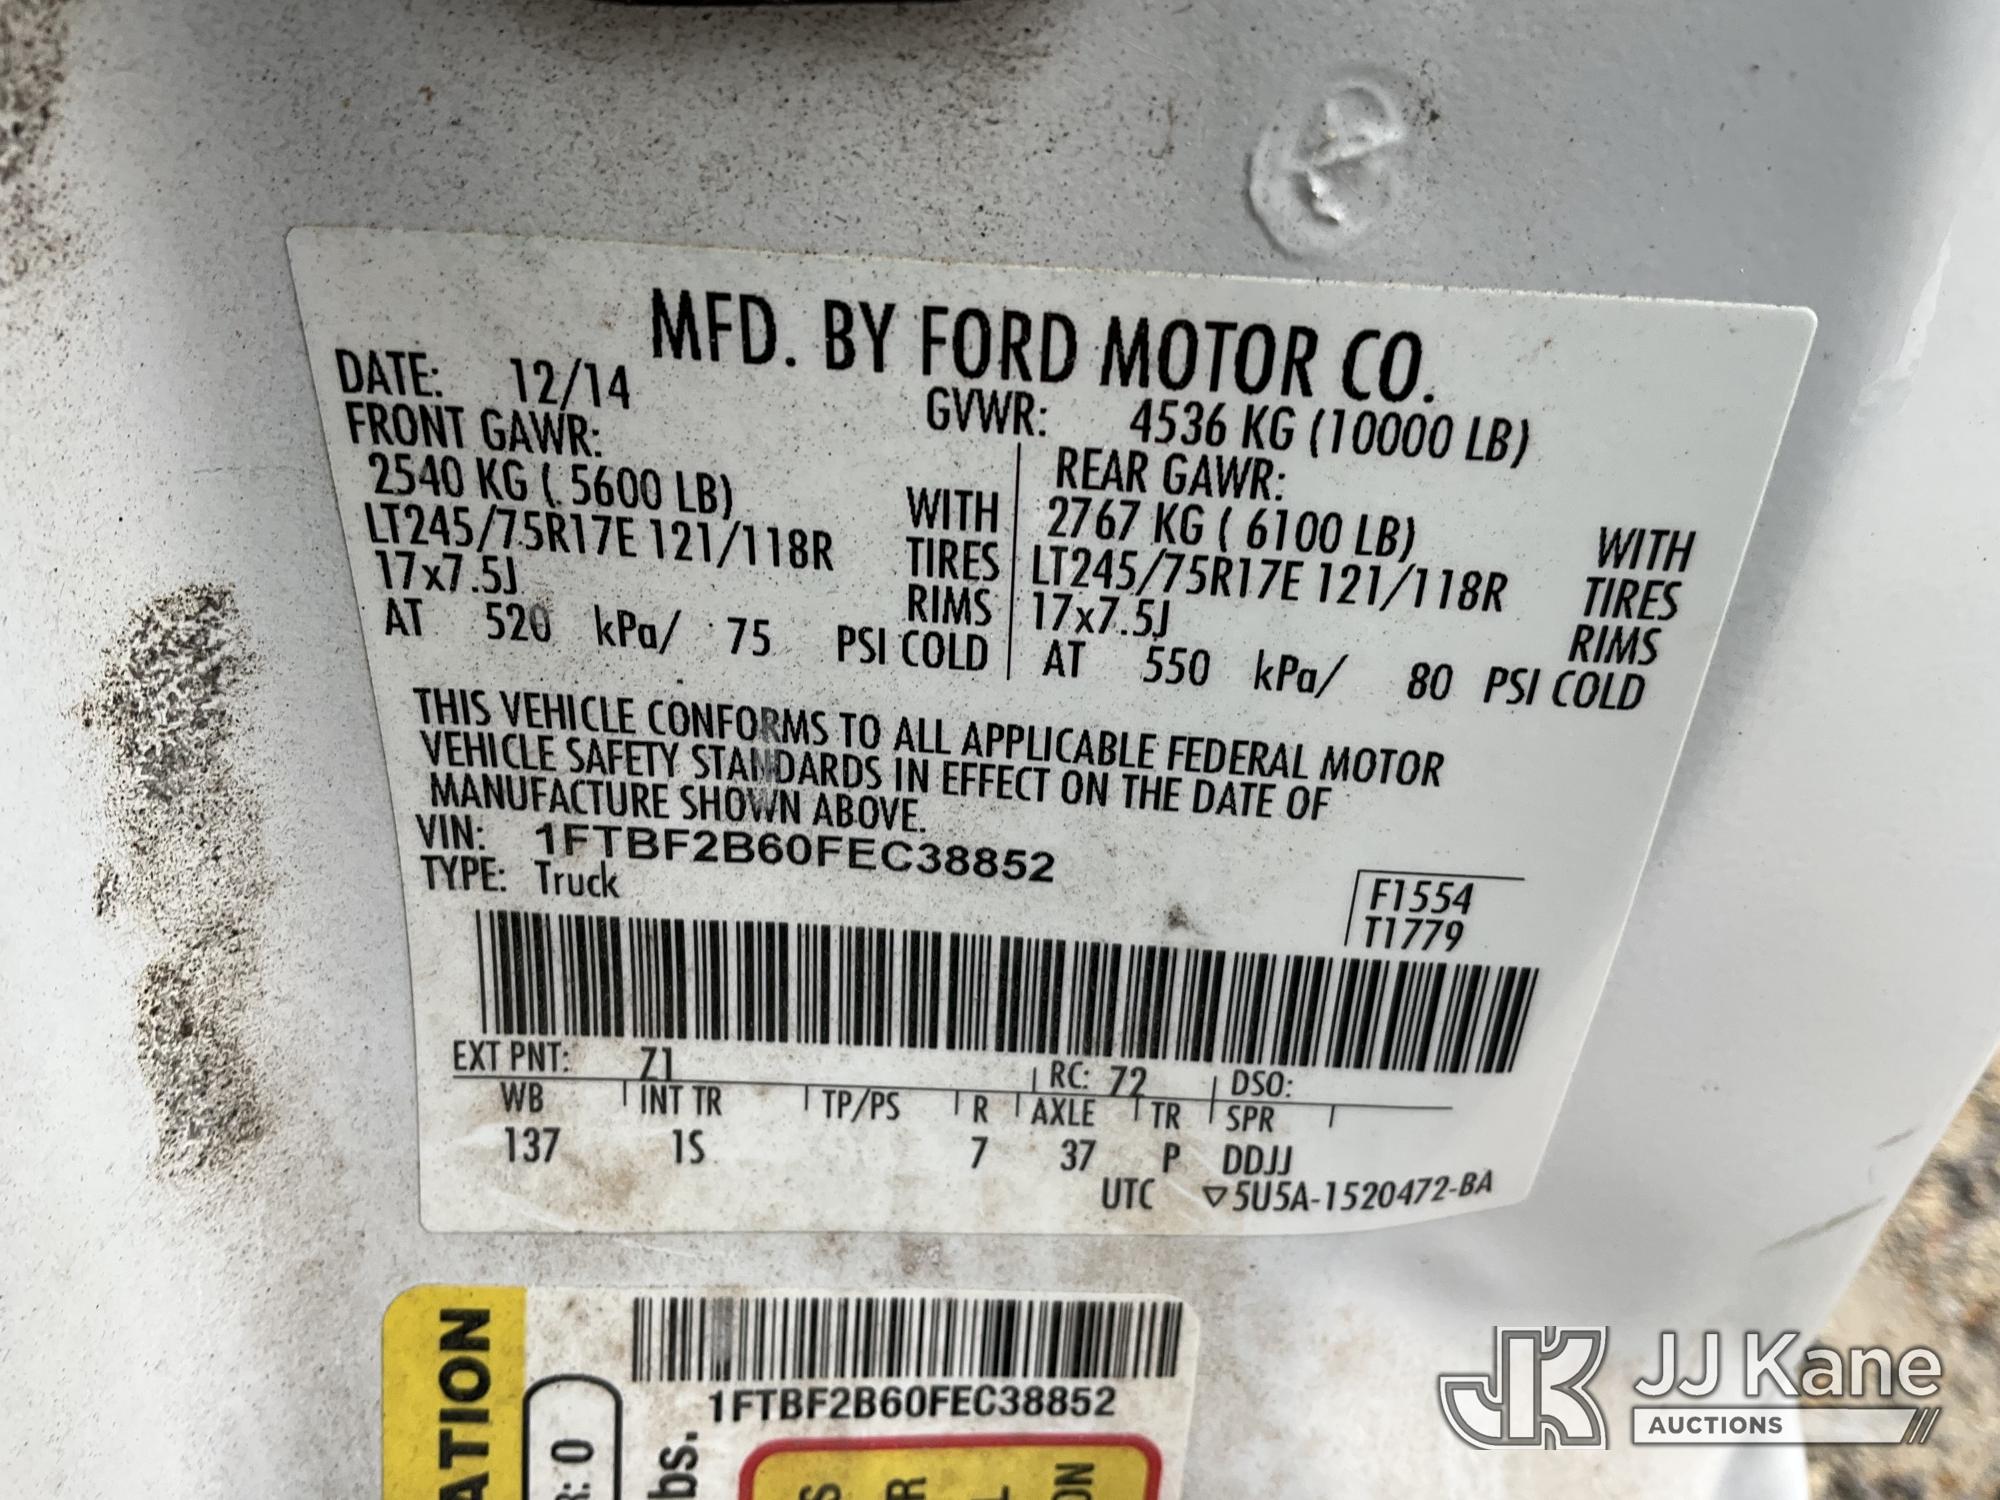 MFD. BY FORD MOTOR CO.
DATE: 12/14 GVWR: 4536 KG (10000 LB)
FRONT GAWR: REAR GAWR:
2540 KG ( 5600 LB) WITH 2767 KG ( 6100 LB) WITH
LT245/75R17E 121/118R TIRES LT245/75R17E 121/118R TIRES
17x7.5J RIMS 17x7.5J RIMS
AT 520 kPa/ 75 PSI COLD AT 550 kPa/ 80 PSI COLD
THIS VEHICLE CONFORMS TO ALL APPLICABLE FEDERAL MOTOR
VEHICLE SAFETY STANDARDS IN EFFECT ON THE DATE OF
MANUFACTURE SHOWN ABOVE.
VIN: 1FTBF2B60FEC38852
TYPE: Truck
F1554
T1779
EXT PNT: Z1 RC: 72 DSO:
WB INT TR TP/PS R AXLE TR SPR
137 1S 7 37 P DDJJ
UTC ▽5U5A-1520472-BA
1FTBF2B60FEC38852
JJ Kane
AUCTIONS